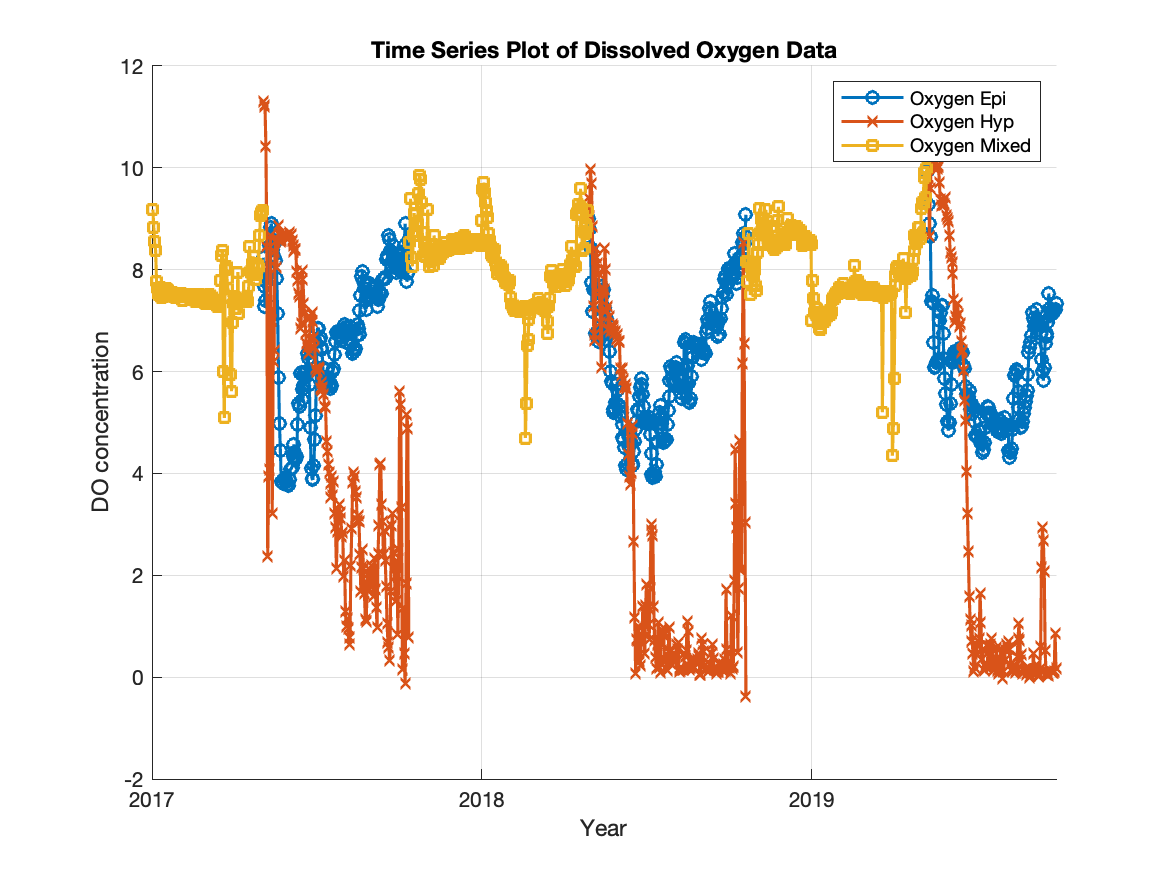 Time Series Plot of Dissolved Oxygen Data
12
10
8
6
4
2
0
-2
DO concentration
Oxygen Epi
Oxygen Hyp
Oxygen Mixed
2017
2018
2019
Year